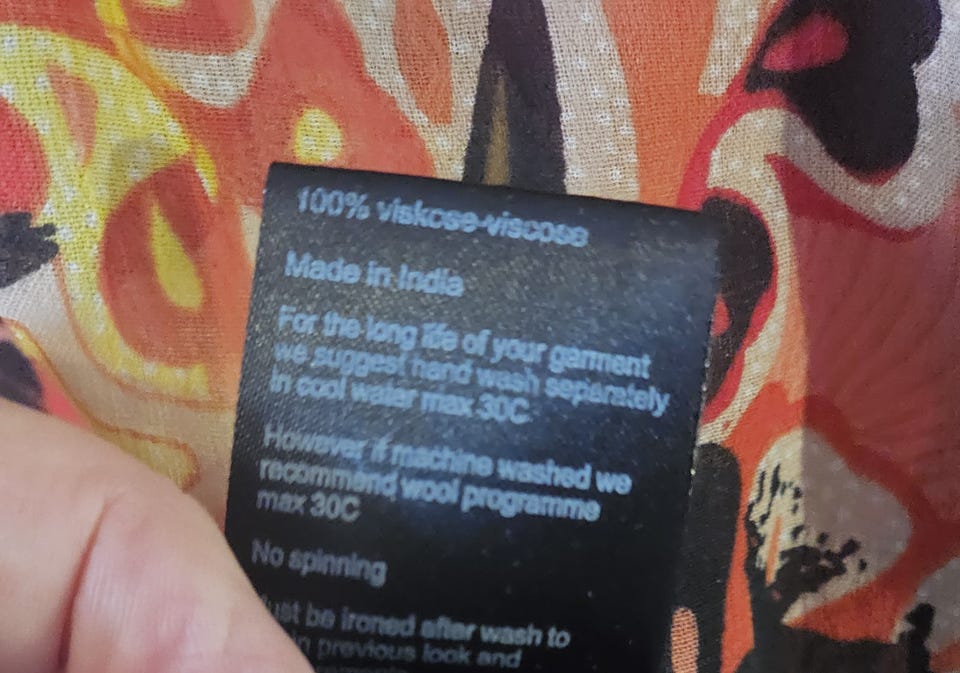 100% viskose-viscose
Made in India
For the long life of your garment
we suggest hand wash separately
in cool water max 30C
However if machine washed we
recommend wool programme
max 30C
No spinning
be ironed after wash to
previous look and